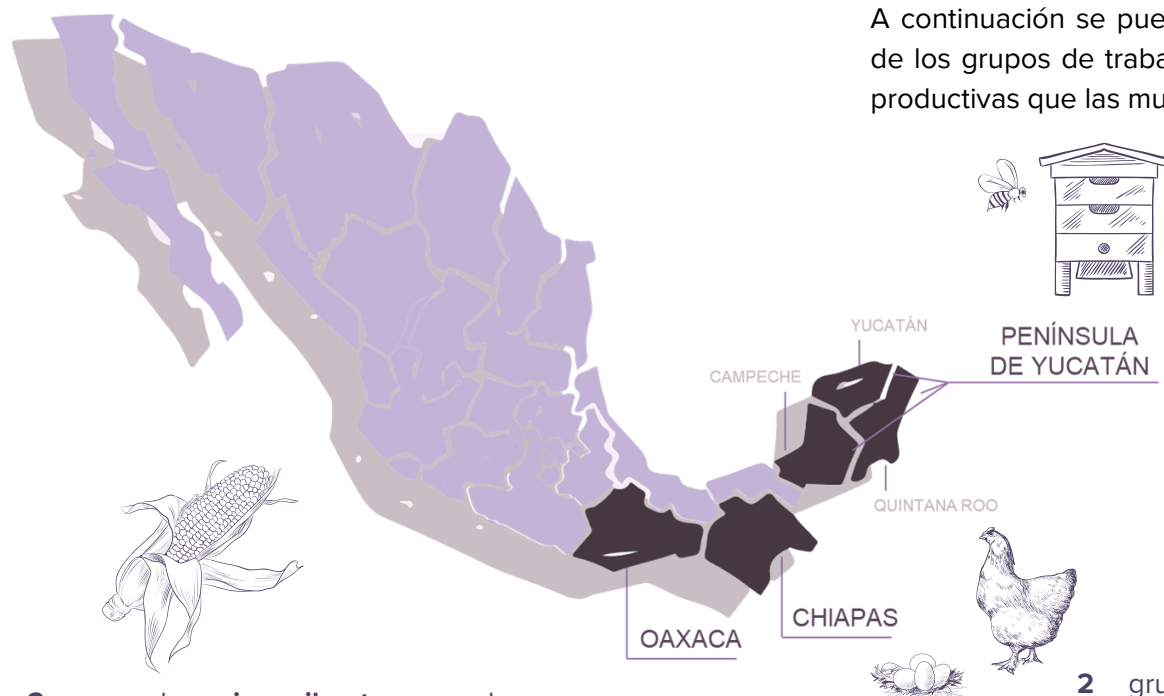 A continuación se pue
de los grupos de traba
productivas que las mu
YUCATÁN
PENÍNSULA
DE YUCATÁN
CAMPECHE
QUINTANA ROO
CHIAPAS
OAXACA
2 gru